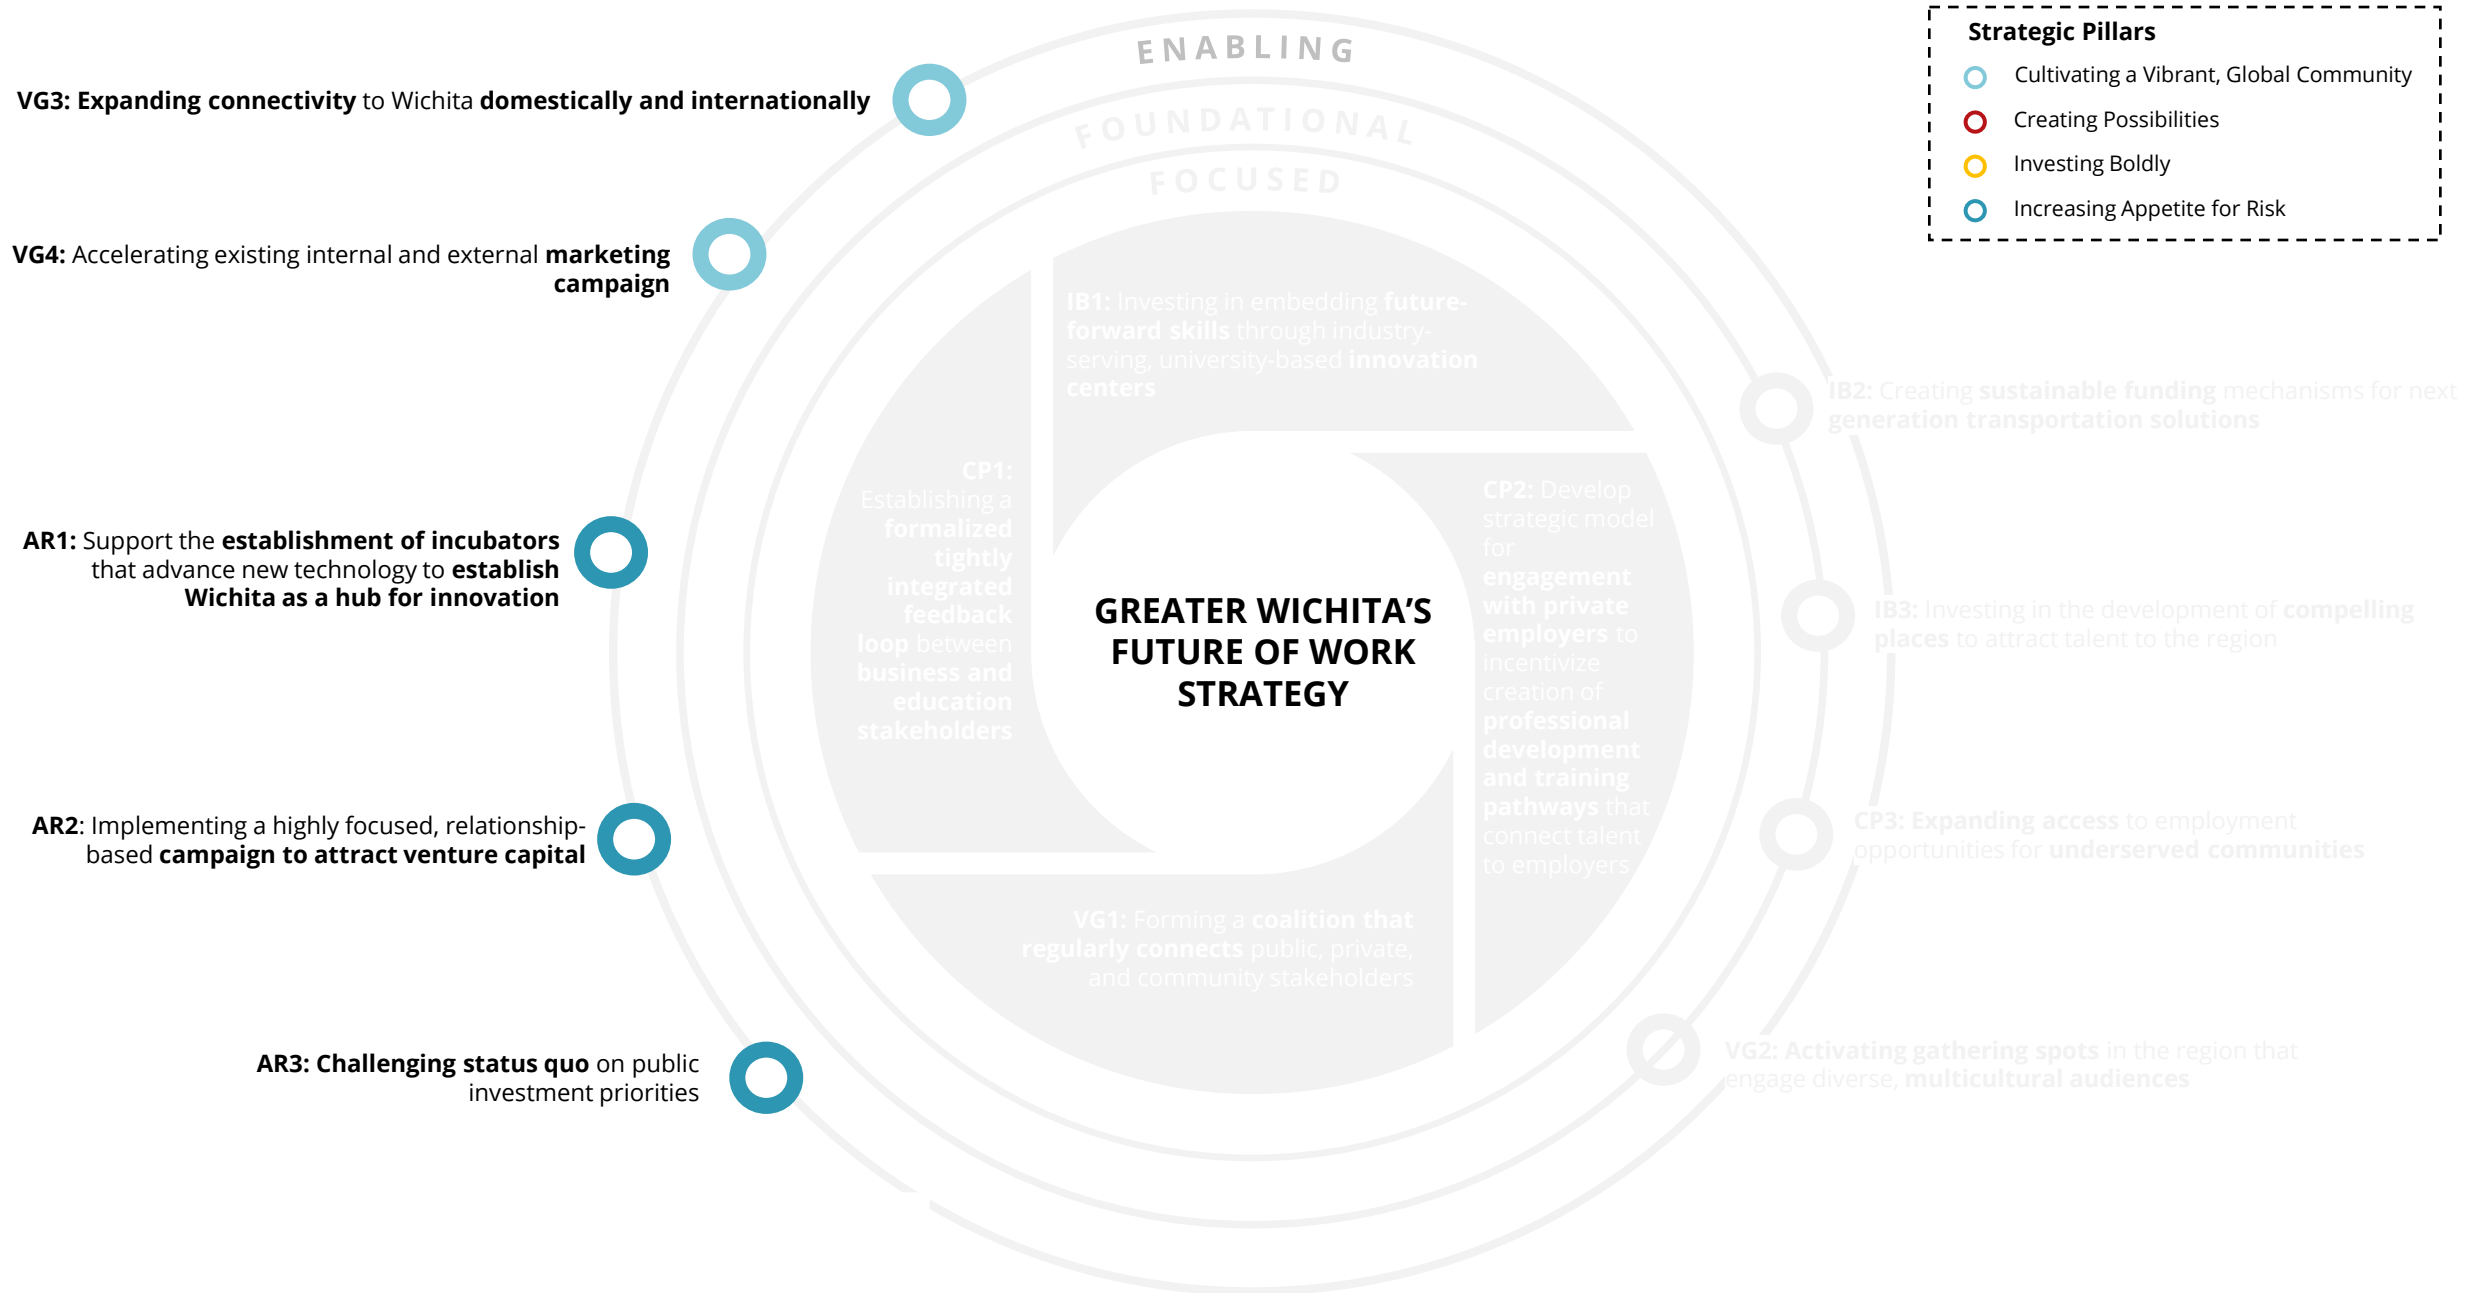 ENABLING
FOUNDATIONAL
FOCUSED
Strategic Pillars
Cultivating a Vibrant, Global Community
Creating Possibilities
Investing Boldly
Increasing Appetite for Risk
VG3: Expanding connectivity to Wichita domestically and internationally
VG4: Accelerating existing internal and external marketing
campaign
AR1: Support the establishment of incubators
that advance new technology to establish
Wichita as a hub for innovation
AR2: Implementing a highly focused, relationship-
based campaign to attract venture capital
AR3: Challenging status quo on public
investment priorities
IB1: Investing in embedding future-
forward skills through industry-
serving, university-based innovation
centers
CP1:
Establishing a
formalized
tightly
integrated
feedback
loop between
business and
education
stakeholders
GREATER WICHITA’S
FUTURE OF WORK
STRATEGY
CP2: Develop
strategic model
for
engagement
with private
employers to
incentivize
creation of
professional
development
and training
pathways that
connect talent
to employers
VG1: Forming a coalition that
regularly connects public, private,
and community stakeholders
IB2: Creating sustainable funding mechanisms for next
generation transportation solutions
IB3: Investing in the development of compelling
places to attract talent to the region
CP3: Expanding access to employment
opportunities for underserved communities
VG2: Activating gathering spots in the region that
engage diverse, multicultural audiences